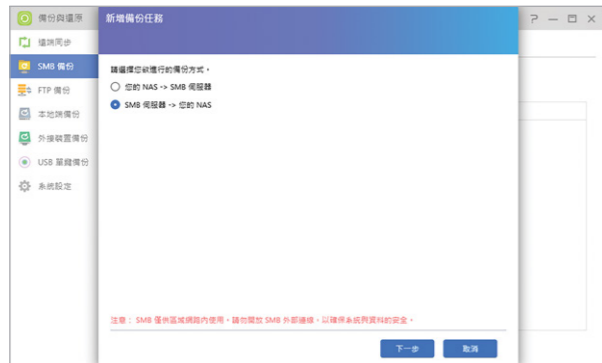 備份與還原
遠端同步
SMB 備份
FTP 備份
本地端備份
外接裝置備份
USB 單鍵備份
系統設定
新增備份任務
請選擇您欲進行的備份方式。
您的 NAS -> SMB 伺服器
SMB 伺服器 -> 您的 NAS
注意： SMB 僅供區域網路內使用。請勿開放 SMB 外部連線，以確保系統與資料的安全。
下一步
取消